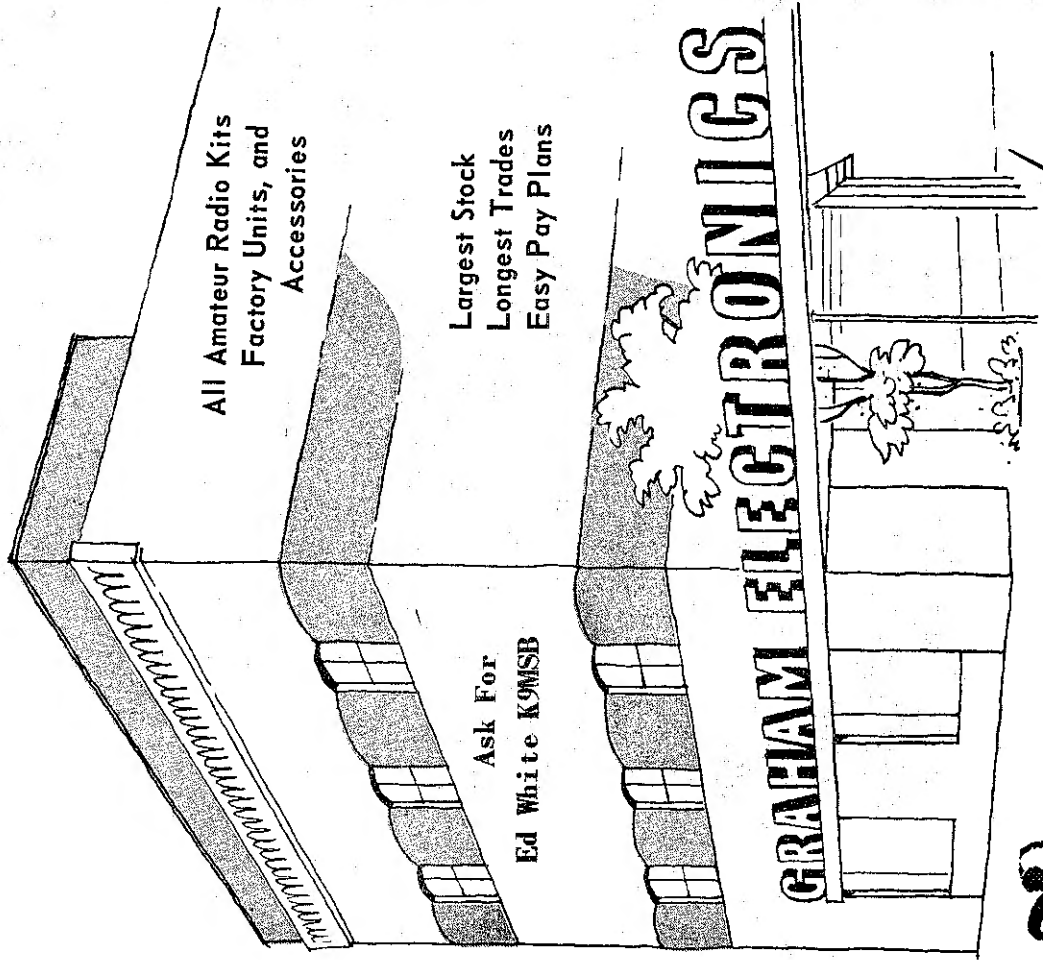 All Amateur Radio Kits
Factory Units, and
Accessories
Largest Stock
Longest Trades
Easy Pay Plans
Ask For
Ed White K9MSB
GRAHAM ELECTRONICS